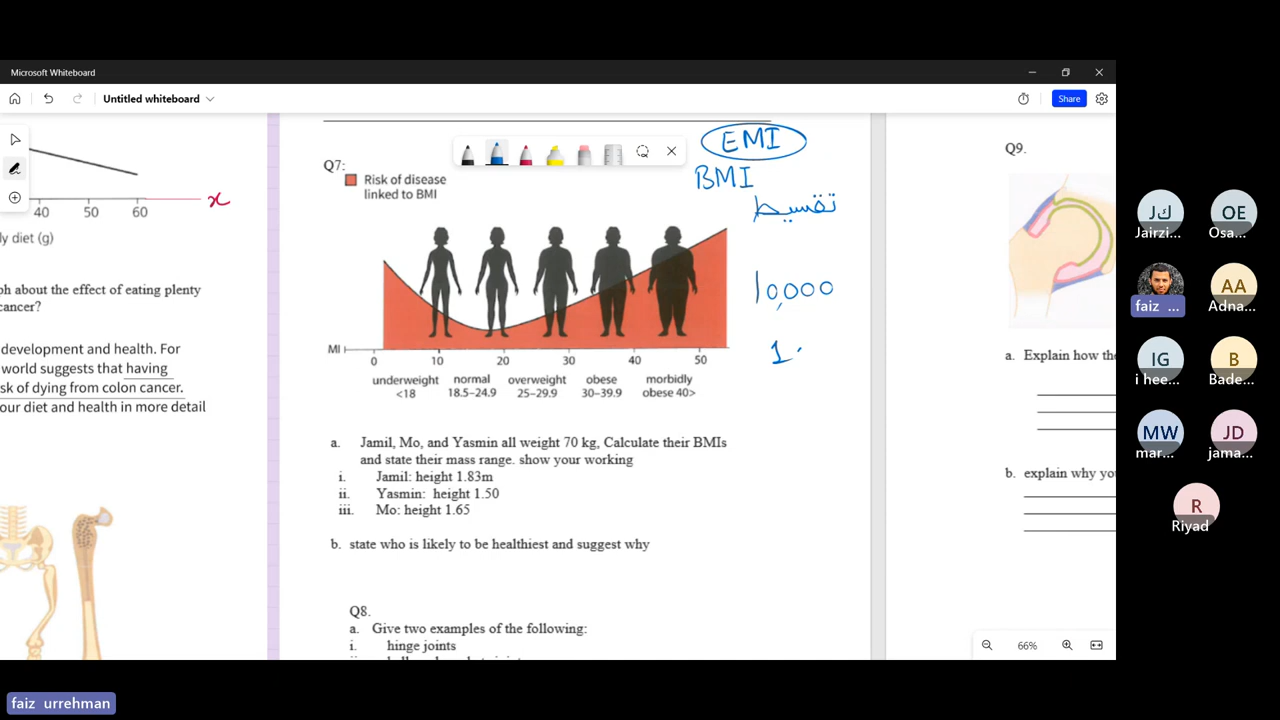 Microsoft Whiteboard
Untitled whiteboard
Share
40 50 60
x
ly diet (g)
ph about the effect of eating plenty
cancer?
development and health. For
world suggests that having
sk of dying from colon cancer.
our diet and health in more detail
Q7:
Risk of disease
linked to BMI
EMI
BMI
تقسيط
10,000
1.
MI
0 10 20 30 40 50
underweight normal overweight obese morbidly
<18 18.5–24.9 25–29.9 30–39.9 obese 40>
a. Jamil, Mo, and Yasmin all weight 70 kg, Calculate their BMIs
and state their mass range. show your working
i. Jamil: height 1.83m
ii. Yasmin: height 1.50
iii. Mo: height 1.65
b. state who is likely to be healthiest and suggest why
Q8.
a. Give two examples of the following:
i. hinge joints
Q9.
a. Explain how the
b. explain why yo
66%
Jairzi...
OE
Osa...
faiz ...
AA
Adna...
IG
i hee...
B
Bade...
MW
mar...
JD
jama...
R
Riyad
faiz urrehman